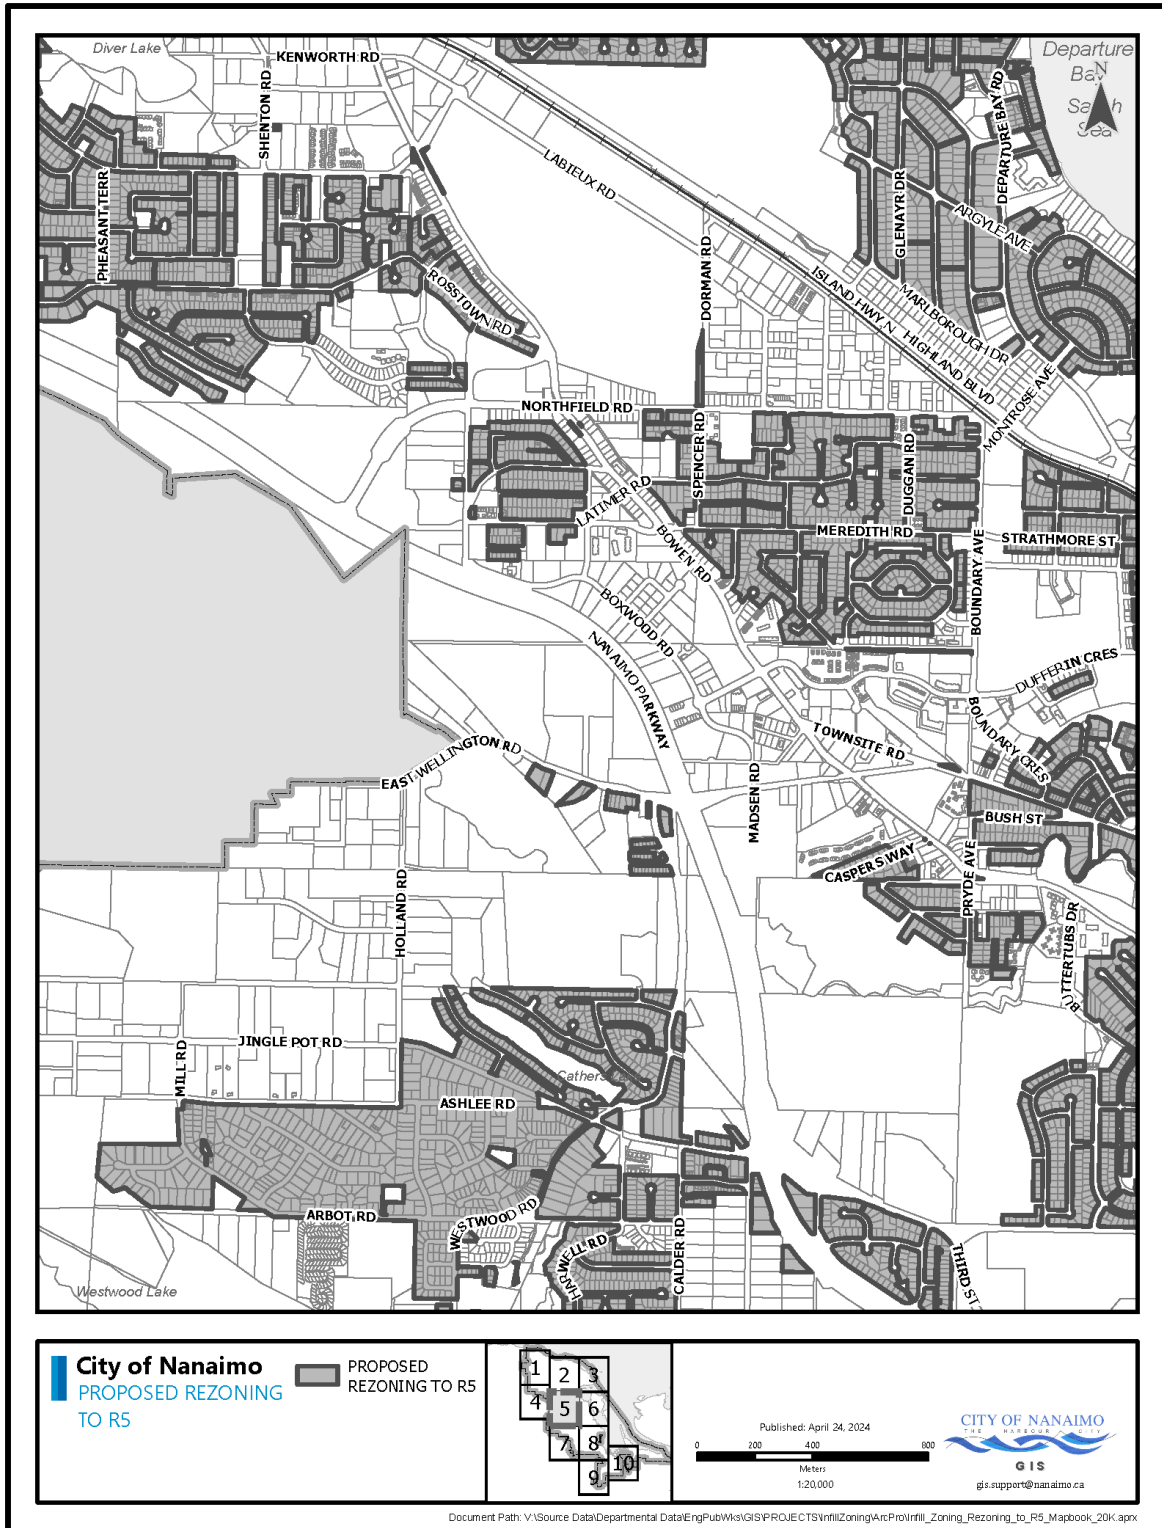 Diver Lake
KENWORTH RD
SHENTON RD
LABIEUX RD
Departure
Bay
N
DEPARTURE BAY RD
PHEASANT TERR
GLENAYR DR
ARGYLE AVE
ROSSTOWN RD
DORMAN RD
ISLAND HWY N
MARLBOROUGH DR
HIGHLAND BLVD
MONTROSE AVE
NORTHFIELD RD
SPENCER RD
DUGGAN RD
LATIMER RD
BOWEN RD
MEREDITH RD
BOUNDARY AVE
STRATHMORE ST
BOXWOOD RD
NANAIMO PARKWAY
DUFFERIN CRES
BOUNDARY CRES
TOWNSITE RD
EAST WELLINGTON RD
MADSEN RD
BUSH ST
CASPERS WAY
PRYDE AVE
HOLLAND RD
BUTTERTUBS DR
JINGLE POT RD
MILL RD
ASHLEE RD
ARBOT RD
WESTWOOD RD
HARWELL RD
CALDER RD
THIRD ST
Westwood Lake
City of Nanaimo
PROPOSED REZONING
TO R5
PROPOSED
REZONING TO R5
1
2
3
4
5
6
7
8
9
10
Published: April 24, 2024
0 200 400 800
Meters
1:20,000
CITY OF NANAIMO
THE HARBOUR CITY
GIS
gis.support@nanaimo.ca
Document Path: V:\Source Data\Departmental Data\EngPubWks\GIS\PROJECTS\InfillZoning\ArcPro\Infill_Zoning_Rezoning_to_R5_Mapbook_20K.aprx